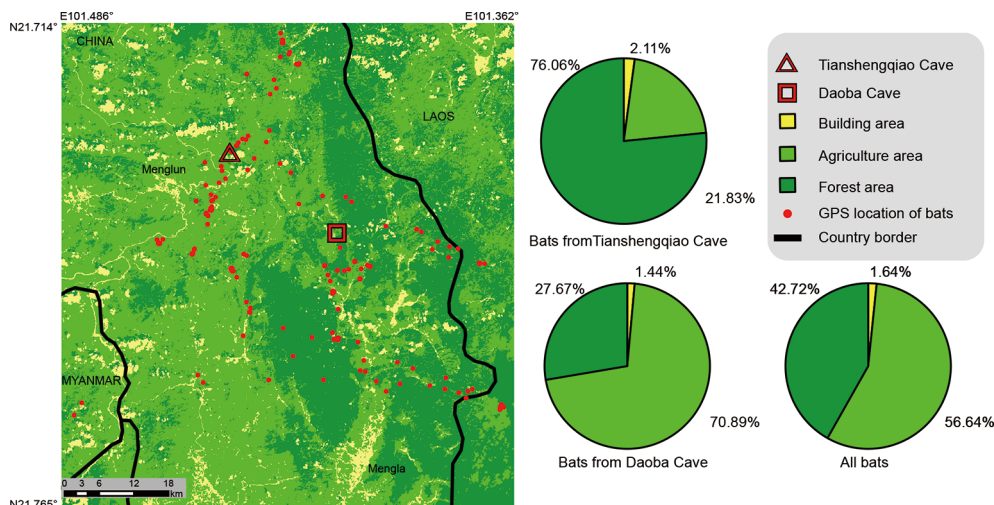 E101.486°
E101.362°
N21.714°
CHINA
LAOS
Menglun
MYANMAR
Mengla
0 3 6 12 18
km
N21.765°
76.06%
2.11%
21.83%
Bats fromTianshengqiao Cave
27.67%
1.44%
70.89%
Bats from Daoba Cave
42.72%
1.64%
56.64%
All bats
Tianshengqiao Cave
Daoba Cave
Building area
Agriculture area
Forest area
GPS location of bats
Country border